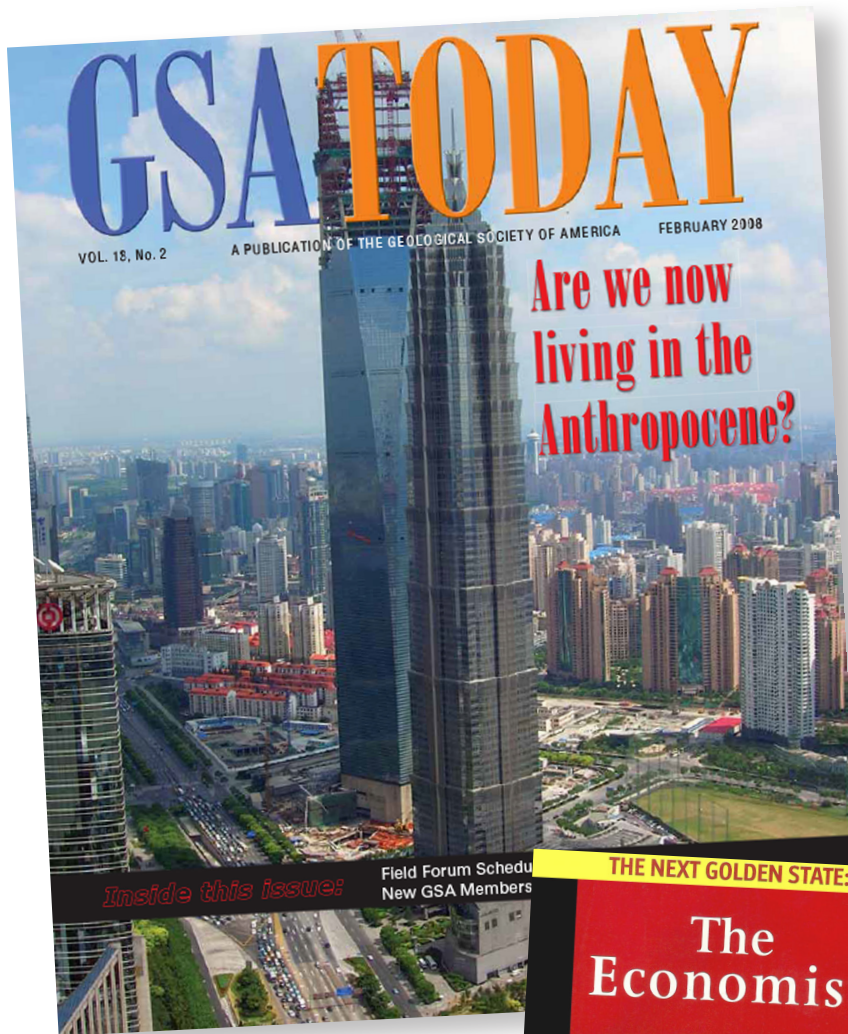 GSA TODAY
VOL. 18, No. 2 A PUBLICATION OF THE GEOLOGICAL SOCIETY OF AMERICA FEBRUARY 2008
Are we now
living in the
Anthropocene?
Inside this issue:
Field Forum Schedu
New GSA Members
THE NEXT GOLDEN STATE:
The
Economis